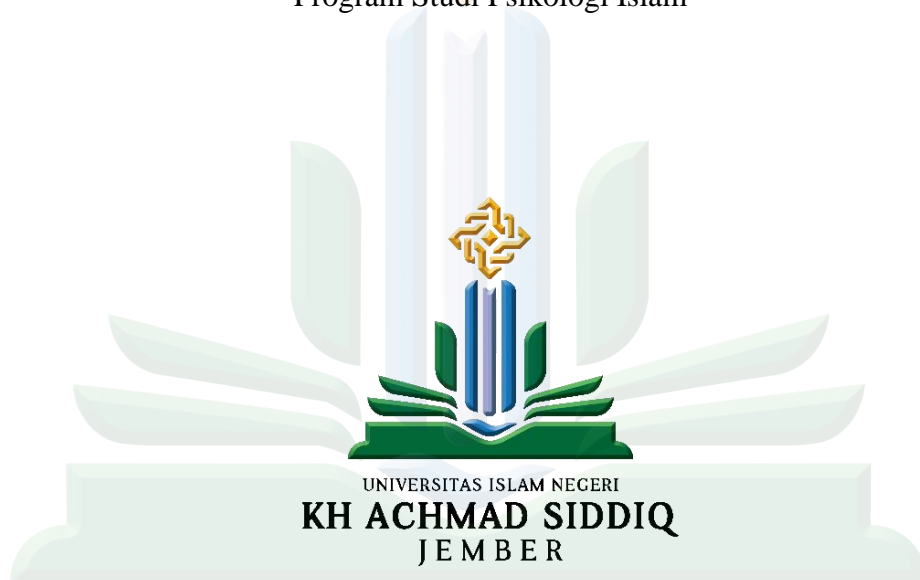 Program Studi Psikologi Islam
UNIVERSITAS ISLAM NEGERI
KH ACHMAD SIDDIQ
JEMBER